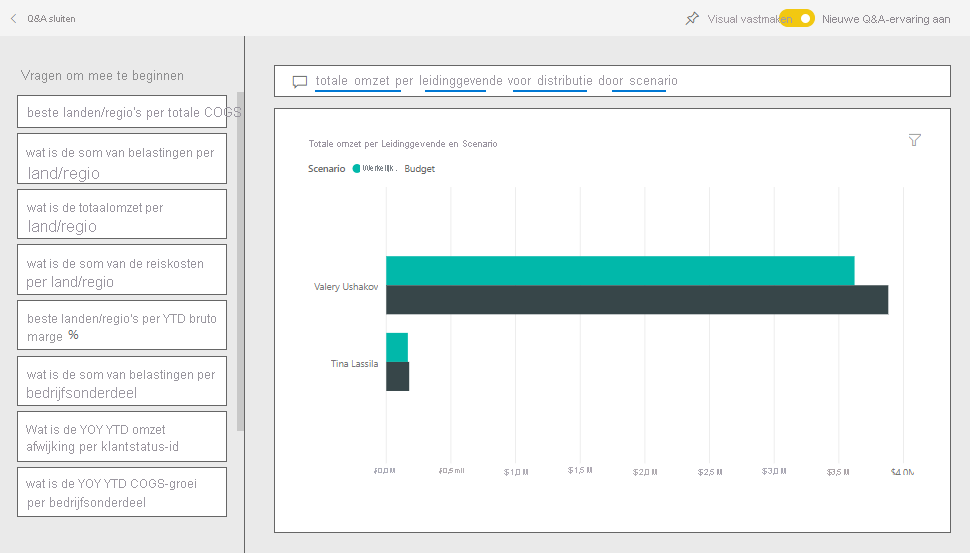 Q&A sluiten
Visual vastmaken
Nieuwe Q&A-ervaring aan
Vragen om mee te beginnen
beste landen/regio's per totale COGS
wat is de som van belastingen per
land/regio
wat is de totaalomzet per
land/regio
wat is de som van de reiskosten
per land/regio
beste landen/regio's per YTD bruto
marge %
wat is de som van belastingen per
bedrijfsonderdeel
Wat is de YOY YTD omzet
afwijking per klantstatus-id
wat is de YOY YTD COGS-groei
per bedrijfsonderdeel
totale omzet per leidinggevende voor distributie door scenario
Totale omzet per Leidinggevende en Scenario
Scenario Werkelijk. Budget
Valery Ushakov
Tina Lassila
$0,0 M $0,5 mil $1,0 M $1,5 M $2,0 M $2,5 M $3,0 M $3,5 M $4.0M